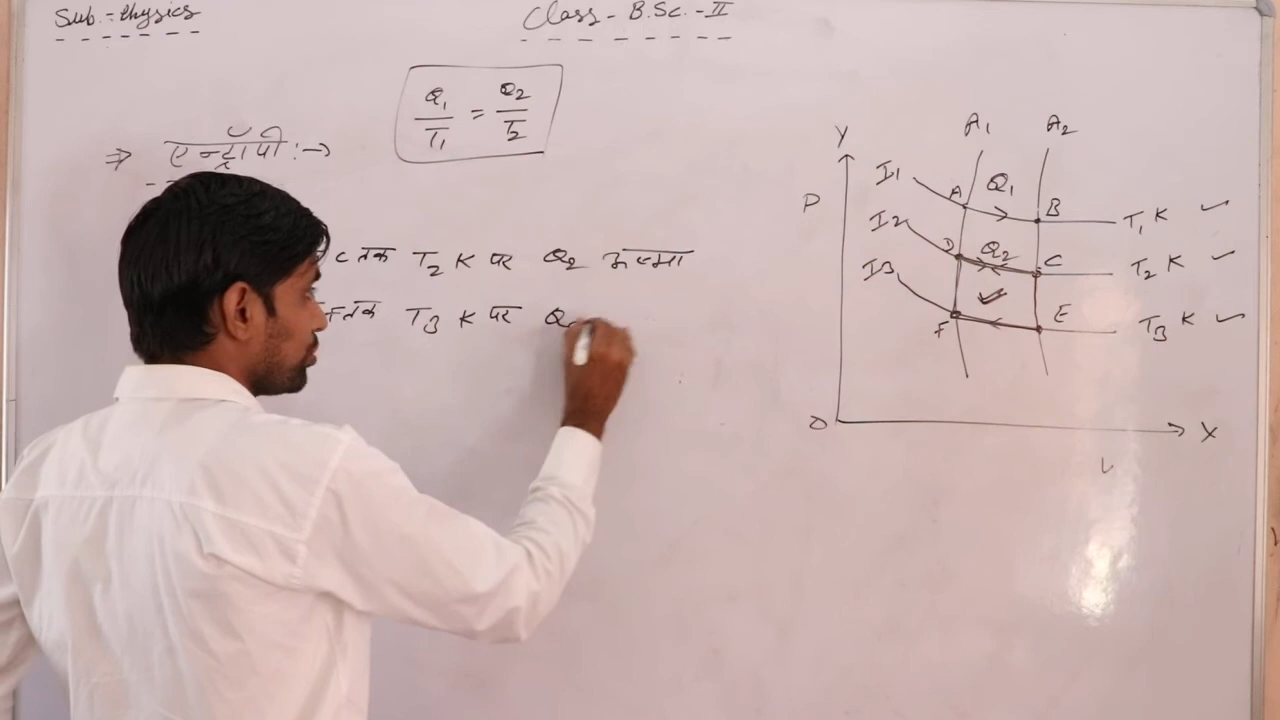 Sub.- Physics
Class - B.Sc. - II
Q1/T1 = Q2/T2
⇒ एन्ट्रॉपी :→
C तक T2 K पर Q2 ऊष्मा
F तक T3 K पर Q
Y
A1 A2
I1 A Q1 B T1 K
P
I2 D Q2 C T2 K
I3 F E T3 K
O X